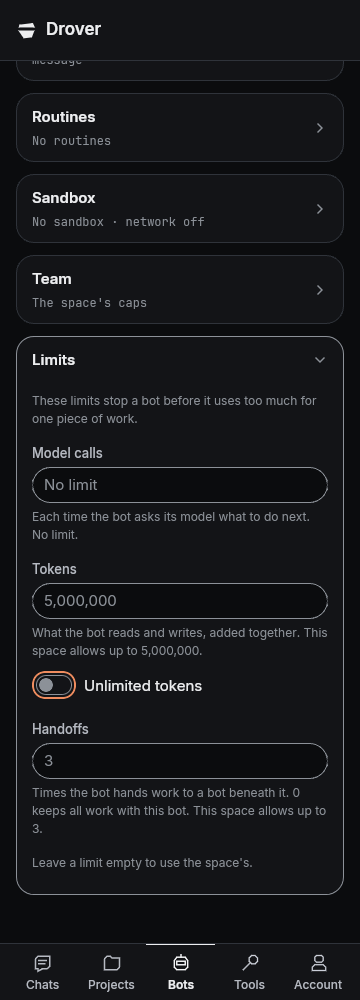 Drover
message
Routines
No routines
Sandbox
No sandbox · network off
Team
The space's caps
Limits
These limits stop a bot before it uses too much for
one piece of work.
Model calls
No limit
Each time the bot asks its model what to do next.
No limit.
Tokens
5,000,000
What the bot reads and writes, added together. This
space allows up to 5,000,000.
Unlimited tokens
Handoffs
3
Times the bot hands work to a bot beneath it. 0
keeps all work with this bot. This space allows up to
3.
Leave a limit empty to use the space's.
Chats
Projects
Bots
Tools
Account